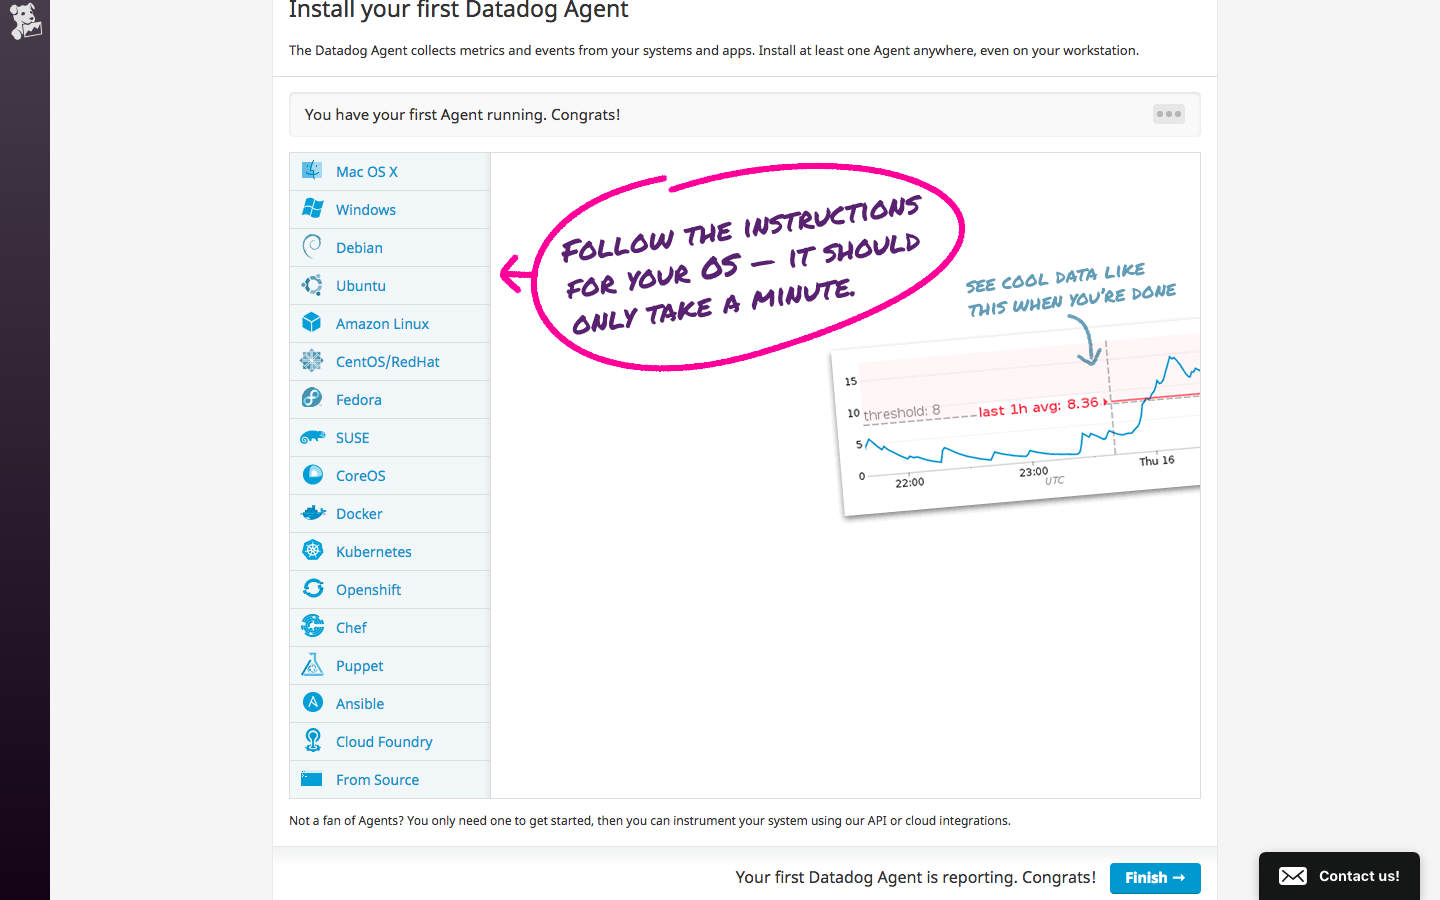 Install your first Datadog Agent
The Datadog Agent collects metrics and events from your systems and apps. Install at least one Agent anywhere, even on your workstation.
You have your first Agent running. Congrats!
Mac OS X
Windows
Debian
Ubuntu
Amazon Linux
CentOS/RedHat
Fedora
SUSE
CoreOS
Docker
Kubernetes
Openshift
Chef
Puppet
Ansible
Cloud Foundry
From Source
FOLLOW THE INSTRUCTIONS
FOR YOUR OS — IT SHOULD
ONLY TAKE A MINUTE.
SEE COOL DATA LIKE
THIS WHEN YOU'RE DONE
15
10
5
0
threshold: 8
last 1h avg: 8.36
22:00
23:00
UTC
Thu 16
Not a fan of Agents? You only need one to get started, then you can instrument your system using our API or cloud integrations.
Your first Datadog Agent is reporting. Congrats!
Finish →
Contact us!